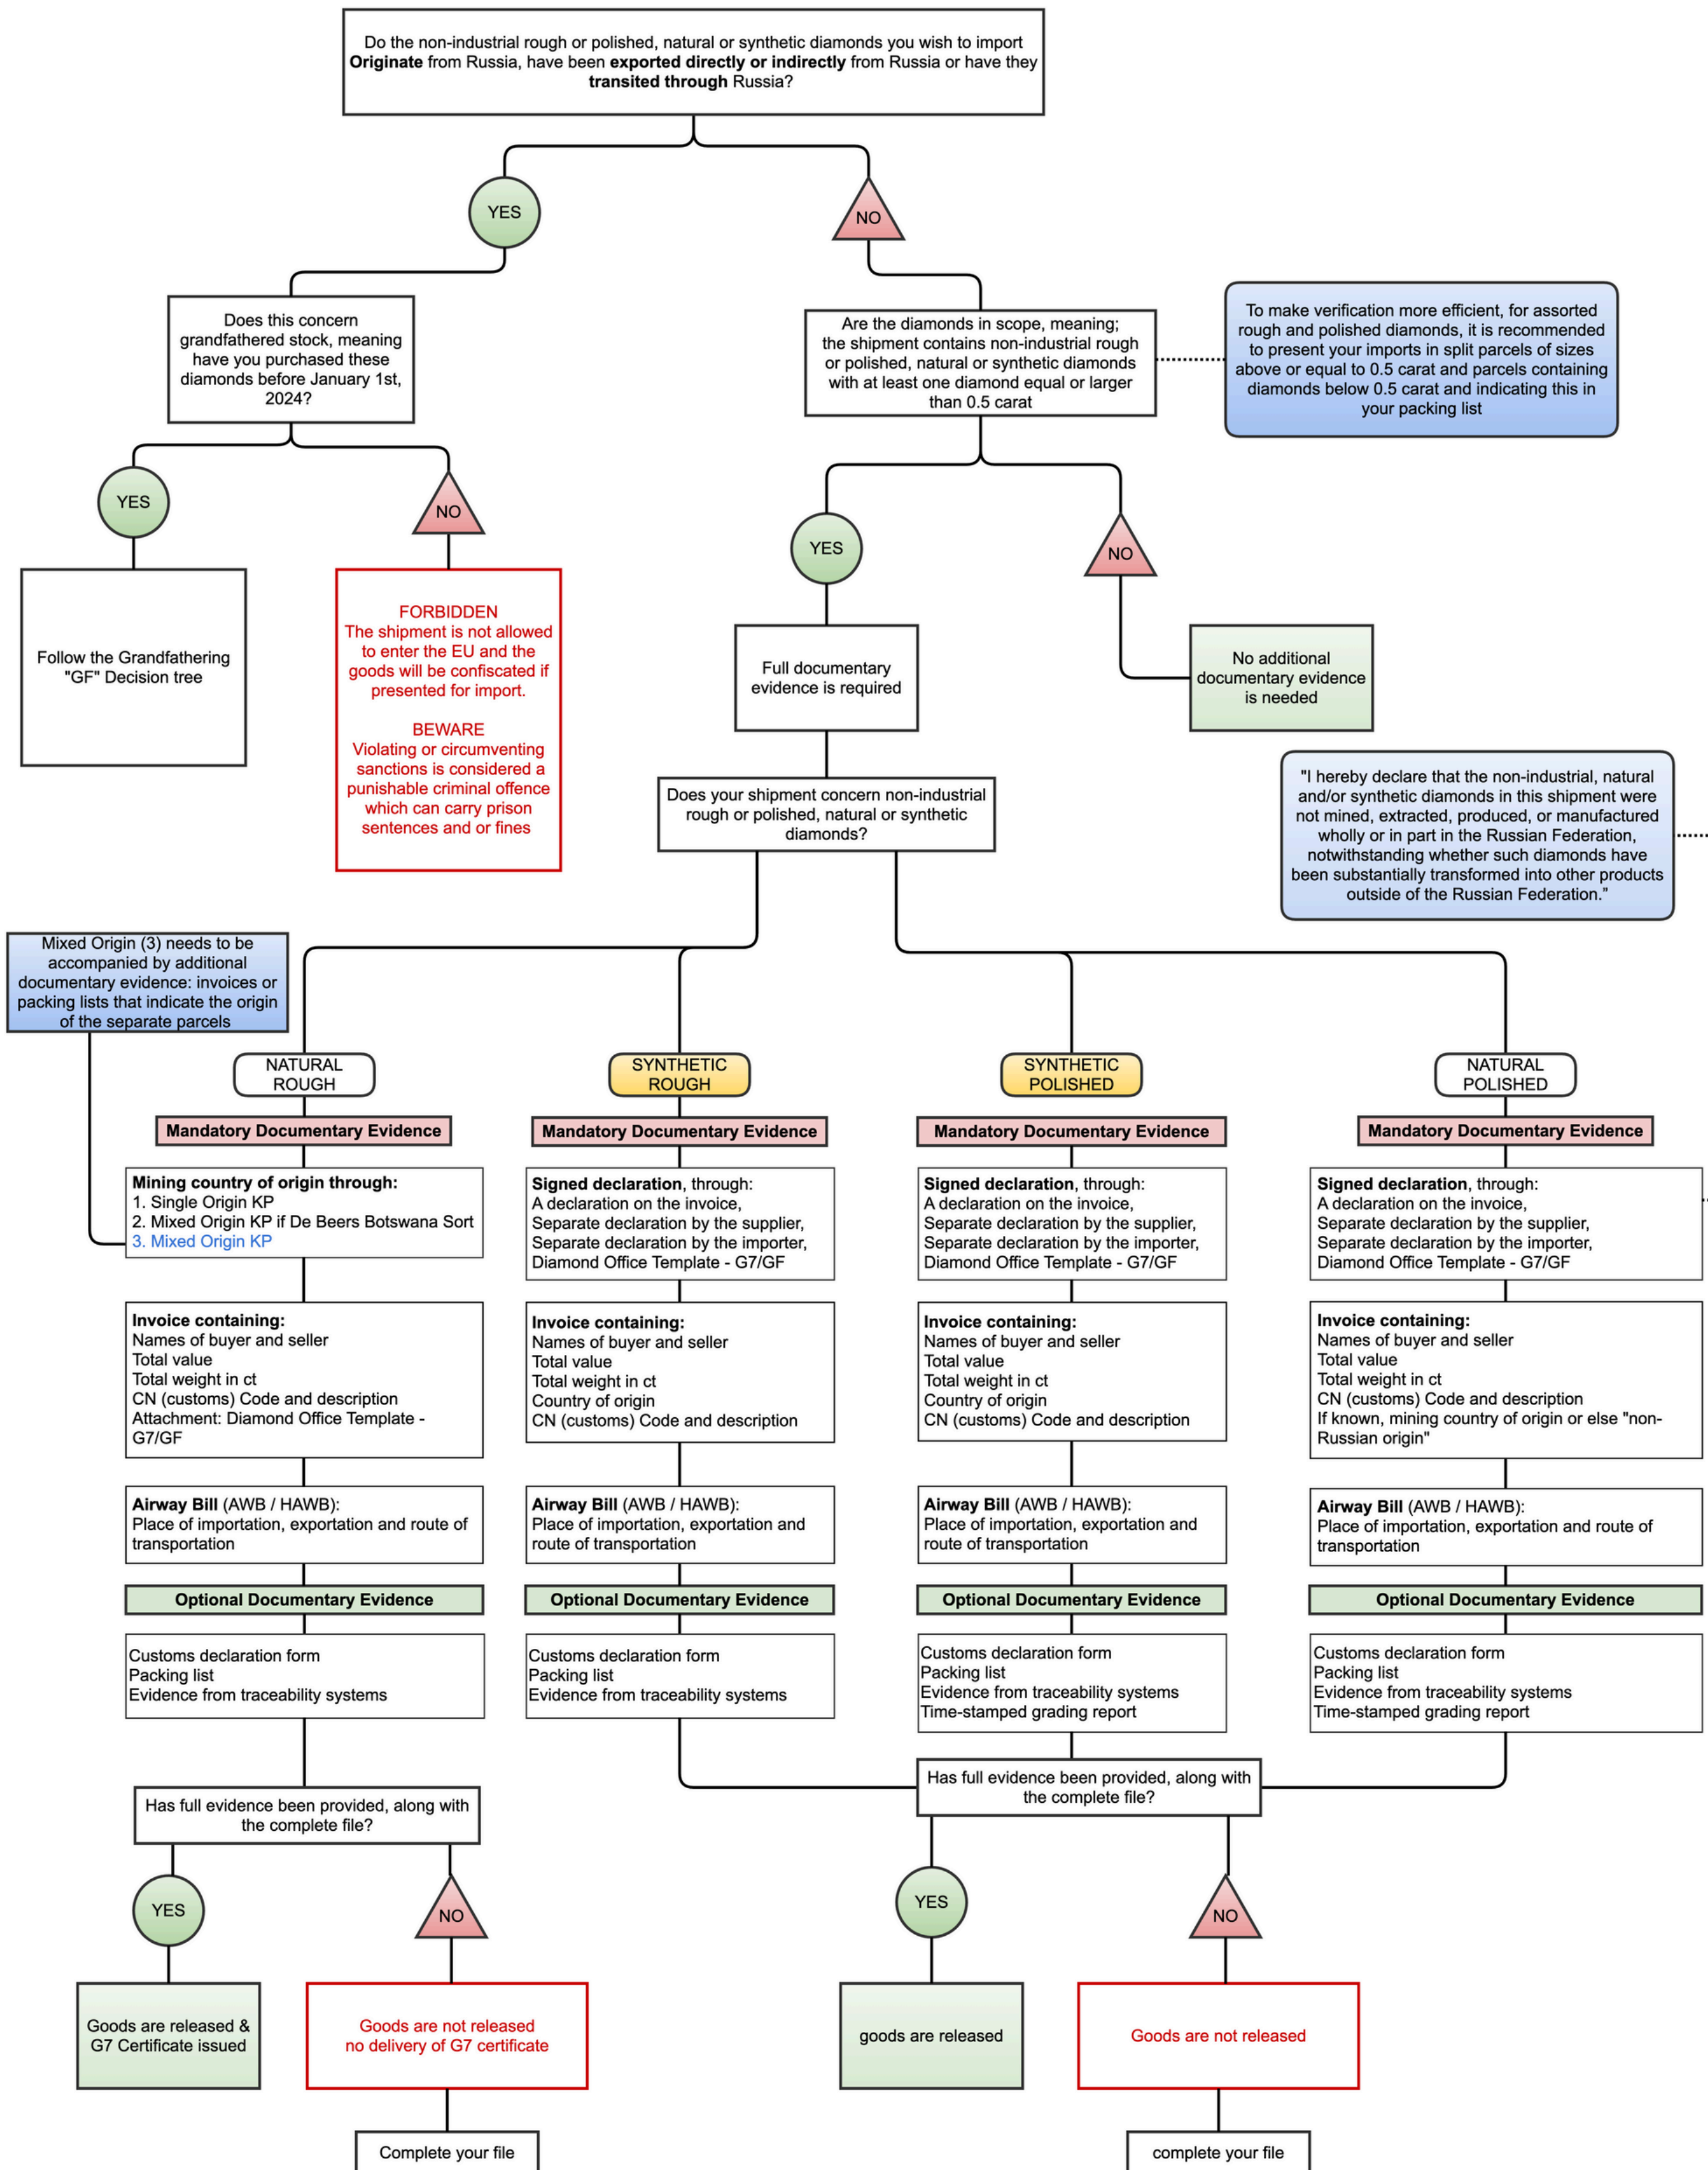 Do the non-industrial rough or polished, natural or synthetic diamonds you wish to import
Originate from Russia, have been exported directly or indirectly from Russia or have they
transited through Russia?
YES
NO
Does this concern
grandfathered stock, meaning
have you purchased these
diamonds before January 1st,
2024?
Are the diamonds in scope, meaning;
the shipment contains non-industrial rough
or polished, natural or synthetic diamonds
with at least one diamond equal or larger
than 0.5 carat
To make verification more efficient, for assorted
rough and polished diamonds, it is recommended
to present your imports in split parcels of sizes
above or equal to 0.5 carat and parcels containing
diamonds below 0.5 carat and indicating this in
your packing list
YES
NO
YES
NO
Follow the Grandfathering
"GF" Decision tree
FORBIDDEN
The shipment is not allowed
to enter the EU and the
goods will be confiscated if
presented for import.
BEWARE
Violating or circumventing
sanctions is considered a
punishable criminal offence
which can carry prison
sentences and or fines
Full documentary
evidence is required
No additional
documentary evidence
is needed
Does your shipment concern non-industrial
rough or polished, natural or synthetic
diamonds?
"I hereby declare that the non-industrial, natural
and/or synthetic diamonds in this shipment were
not mined, extracted, produced, or manufactured
wholly or in part in the Russian Federation,
notwithstanding whether such diamonds have
been substantially transformed into other products
outside of the Russian Federation.”
Mixed Origin (3) needs to be
accompanied by additional
documentary evidence: invoices or
packing lists that indicate the origin
of the separate parcels
NATURAL
ROUGH
Mandatory Documentary Evidence
Mining country of origin through:
1. Single Origin KP
2. Mixed Origin KP if De Beers Botswana Sort
3. Mixed Origin KP
Invoice containing:
Names of buyer and seller
Total value
Total weight in ct
CN (customs) Code and description
Attachment: Diamond Office Template -
G7/GF
Airway Bill (AWB / HAWB):
Place of importation, exportation and route of
transportation
Optional Documentary Evidence
Customs declaration form
Packing list
Evidence from traceability systems
SYNTHETIC
ROUGH
Mandatory Documentary Evidence
Signed declaration, through:
A declaration on the invoice,
Separate declaration by the supplier,
Separate declaration by the importer,
Diamond Office Template - G7/GF
Invoice containing:
Names of buyer and seller
Total value
Total weight in ct
Country of origin
CN (customs) Code and description
Airway Bill (AWB / HAWB):
Place of importation, exportation and
route of transportation
Optional Documentary Evidence
Customs declaration form
Packing list
Evidence from traceability systems
SYNTHETIC
POLISHED
Mandatory Documentary Evidence
Signed declaration, through:
A declaration on the invoice,
Separate declaration by the supplier,
Separate declaration by the importer,
Diamond Office Template - G7/GF
Invoice containing:
Names of buyer and seller
Total value
Total weight in ct
Country of origin
CN (customs) Code and description
Airway Bill (AWB / HAWB):
Place of importation, exportation and
route of transportation
Optional Documentary Evidence
Customs declaration form
Packing list
Evidence from traceability systems
Time-stamped grading report
NATURAL
POLISHED
Mandatory Documentary Evidence
Signed declaration, through:
A declaration on the invoice,
Separate declaration by the supplier,
Separate declaration by the importer,
Diamond Office Template - G7/GF
Invoice containing:
Names of buyer and seller
Total value
Total weight in ct
CN (customs) Code and description
If known, mining country of origin or else "non-
Russian origin"
Airway Bill (AWB / HAWB):
Place of importation, exportation and route of
transportation
Optional Documentary Evidence
Customs declaration form
Packing list
Evidence from traceability systems
Time-stamped grading report
Has full evidence been provided, along with
the complete file?
YES
NO
Goods are released &
G7 Certificate issued
Goods are not released
no delivery of G7 certificate
Complete your file
Has full evidence been provided, along with
the complete file?
YES
NO
goods are released
Goods are not released
complete your file